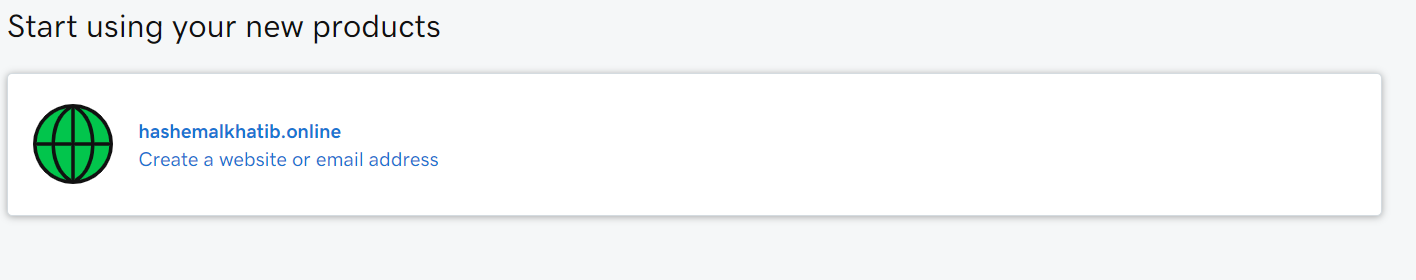 Start using your new products
hashemalkhatib.online
Create a website or email address